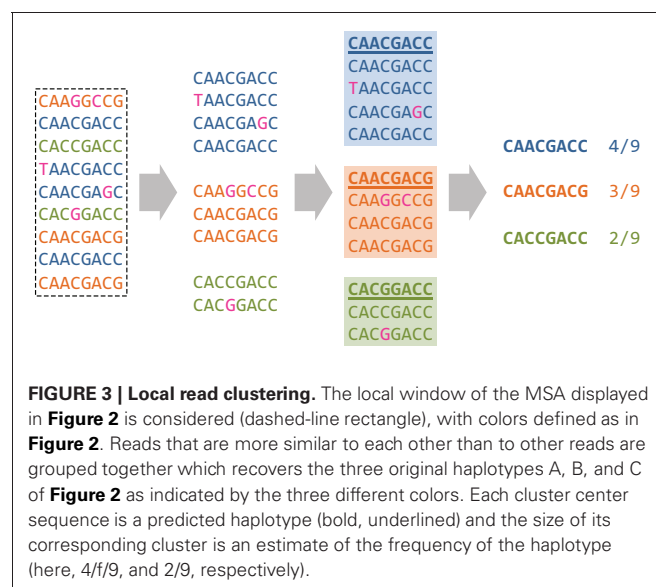 CAAGGCCG
CAACGACC
CACCGACC
TAACGACC
CAACGAGC
CACGGACC
CAACGACG
CAACGACC
CAACGACG
CAACGACC
TAACGACC
CAACGAGC
CAACGACC
CAAGGCCG
CAACGACG
CAACGACG
CACCGACC
CACGGACC
CAACGACC
CAACGACC
TAACGACC
CAACGAGC
CAACGACC
CAACGACG
CAAGGCCG
CAACGACG
CAACGACG
CACGGACC
CACCGACC
CACGGACC
CAACGACC 4/9
CAACGACG 3/9
CACCGACC 2/9
FIGURE 3 | Local read clustering. The local window of the MSA displayed
in Figure 2 is considered (dashed-line rectangle), with colors defined as in
Figure 2. Reads that are more similar to each other than to other reads are
grouped together which recovers the three original haplotypes A, B, and C
of Figure 2 as indicated by the three different colors. Each cluster center
sequence is a predicted haplotype (bold, underlined) and the size of its
corresponding cluster is an estimate of the frequency of the haplotype
(here, 4/f/9, and 2/9, respectively).